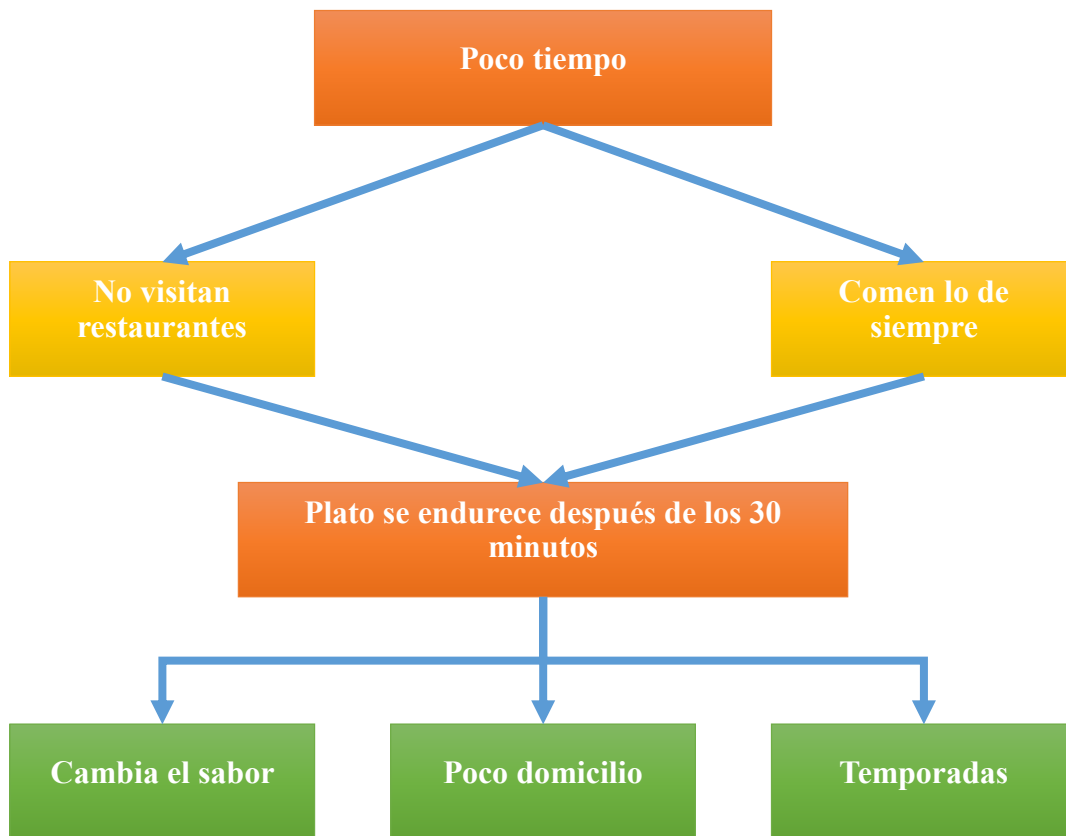 Poco tiempo
No visitan
restaurantes
Comen lo de
siempre
Plato se endurece después de los 30
minutos
Cambia el sabor
Poco domicilio
Temporadas